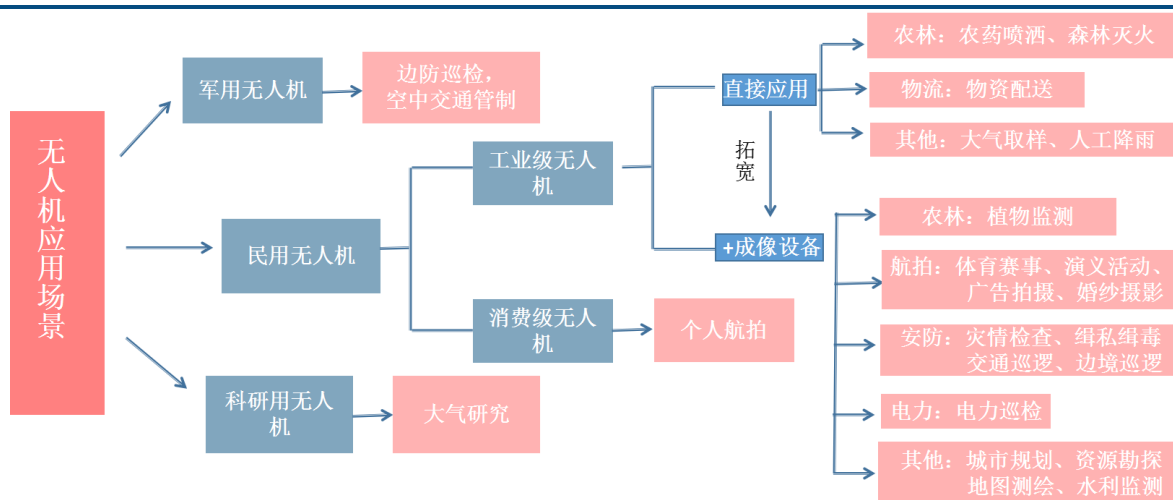 无人机应用场景
军用无人机
边防巡检，
空中交通管制
民用无人机
工业级无人
机
直接应用
农林：农药喷洒、森林灭火
物流：物资配送
其他：大气取样、人工降雨
拓
宽
+成像设备
农林：植物监测
航拍：体育赛事、演义活动、
广告拍摄、婚纱摄影
安防：灾情检查、缉私缉毒
交通巡逻、边境巡逻
电力：电力巡检
其他：城市规划、资源勘探
地图测绘、水利监测
消费级无人
机
个人航拍
科研用无人
机
大气研究